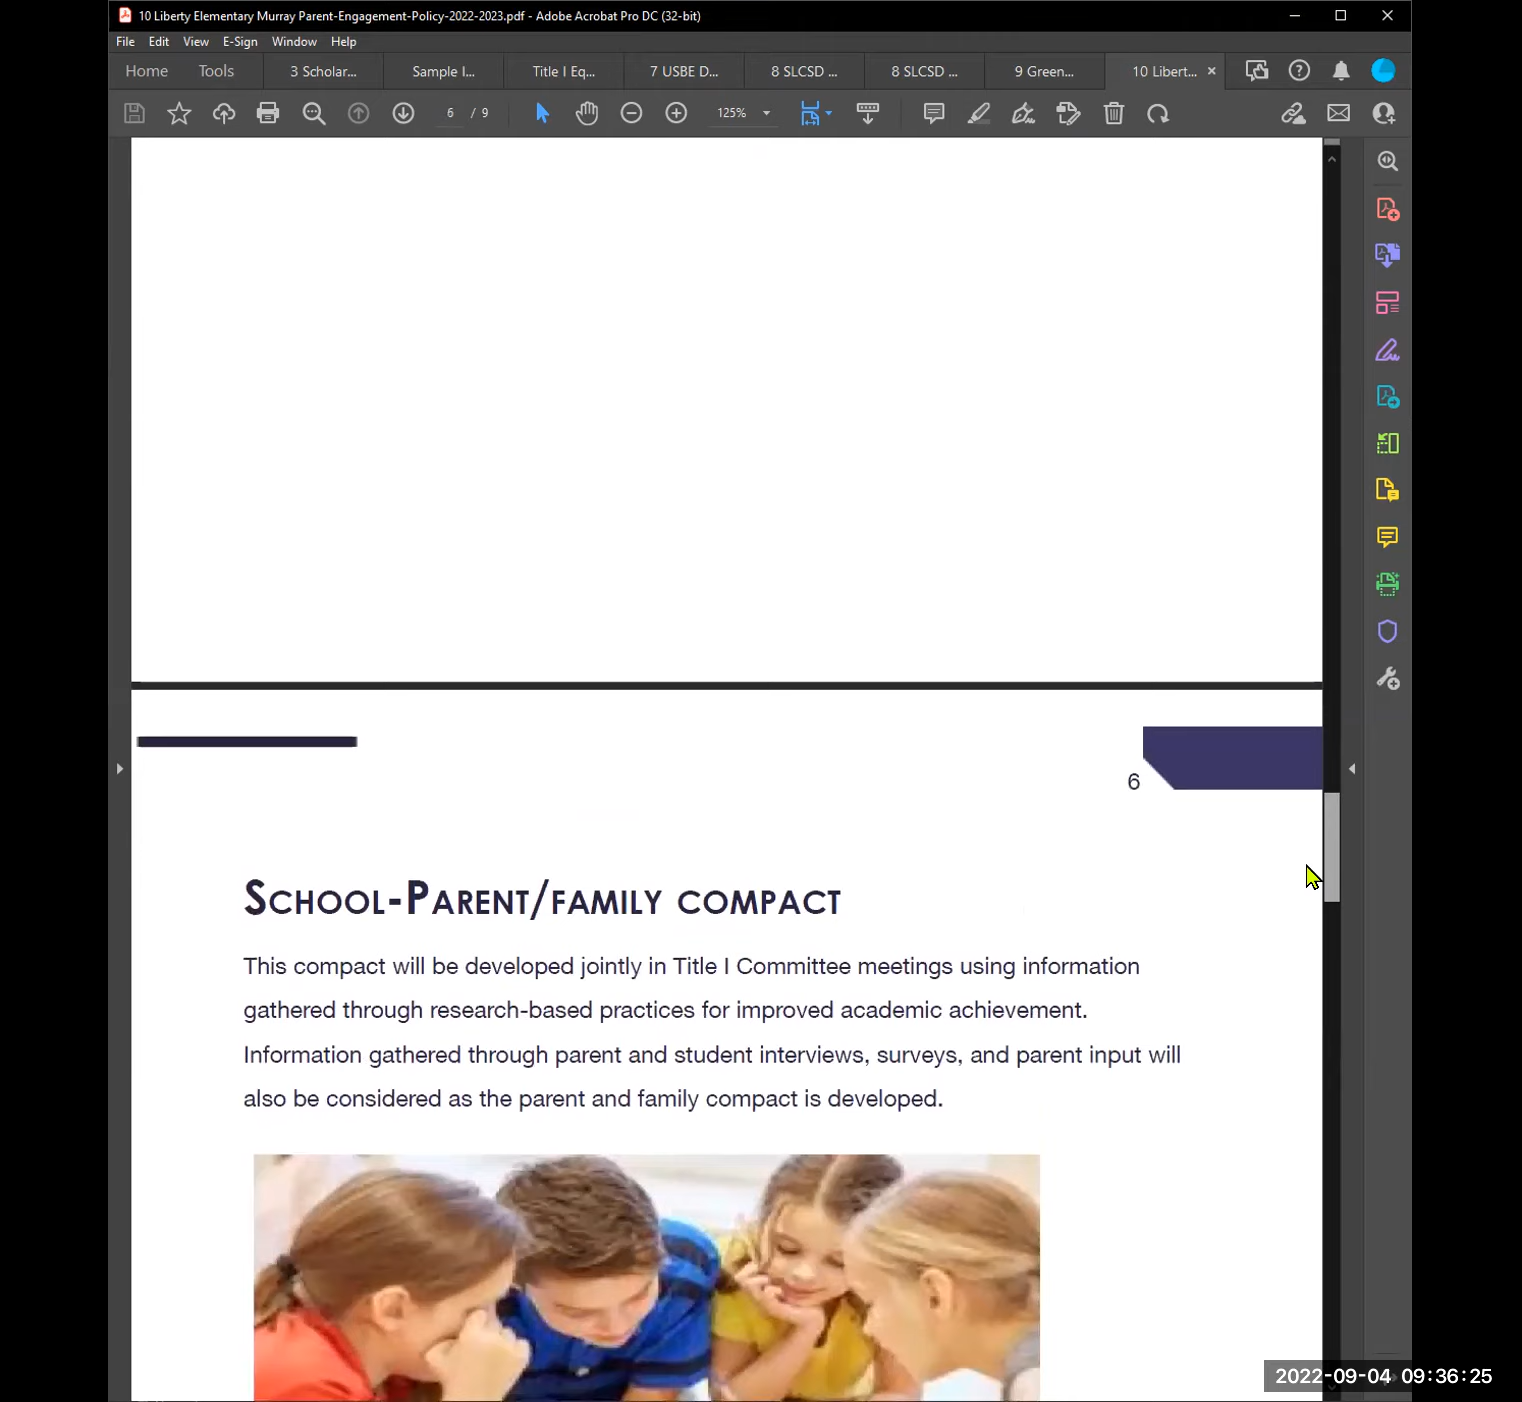 10 Liberty Elementary Murray Parent-Engagement-Policy-2022-2023.pdf - Adobe Acrobat Pro DC (32-bit)
File Edit View E-Sign Window Help
Home Tools 3 Scholar... Sample I... Title I Eq... 7 USBE D... 8 SLCSD ... 8 SLCSD ... 9 Green... 10 Libert... ×
6 / 9 125%
6
SCHOOL-PARENT/FAMILY COMPACT
This compact will be developed jointly in Title I Committee meetings using information
gathered through research-based practices for improved academic achievement.
Information gathered through parent and student interviews, surveys, and parent input will
also be considered as the parent and family compact is developed.
2022-09-04 09:36:25